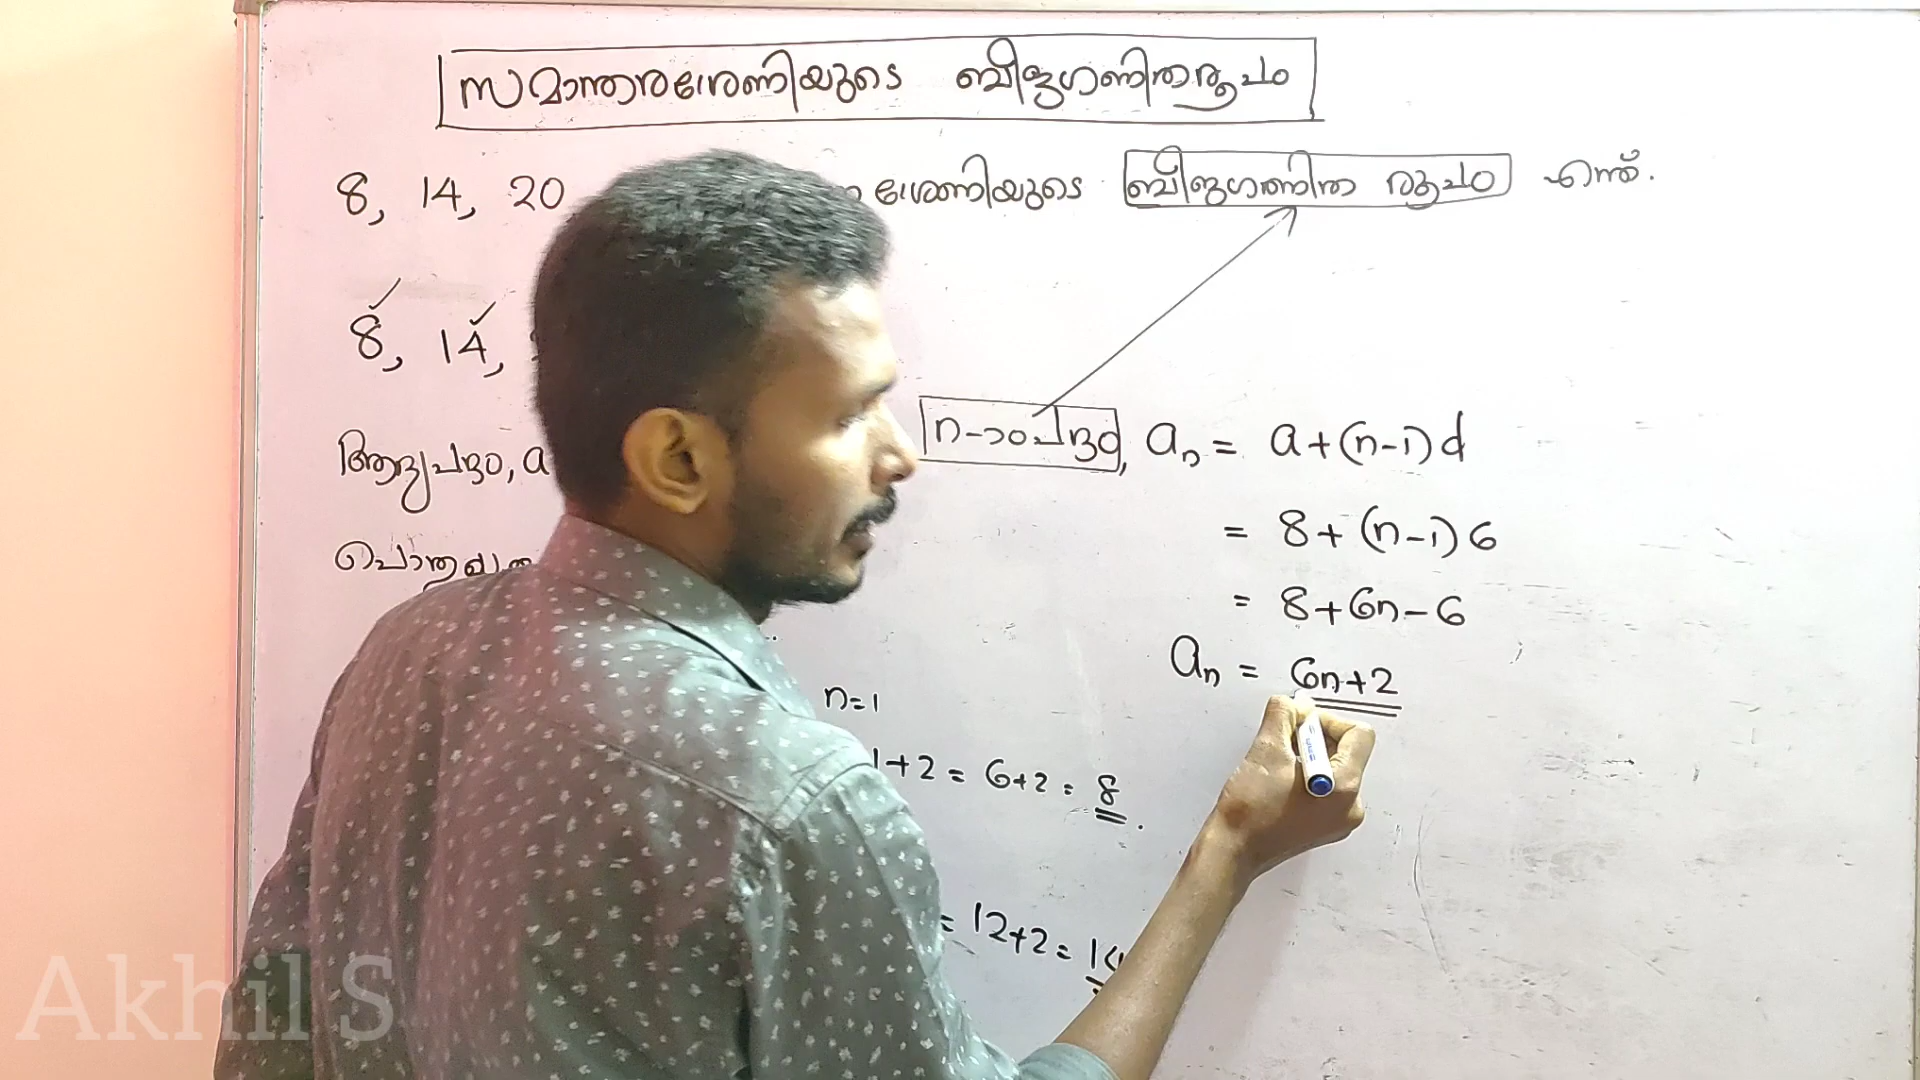 സമാന്തരശ്രേണിയുടെ ബീജഗണിതരൂപം
8, 14, 20 ശ്രേണിയുടെ ബീജഗണിത രൂപം എന്ത്.
8, 14,
ആദ്യപദം, a
n-ാംപദം, aₙ = a+(n-1)d
= 8+(n-1)6
= 8+6n-6
aₙ = 6n+2
n=1
1+2 = 6+2 = 8.
= 12+2 = 14
Akhil S